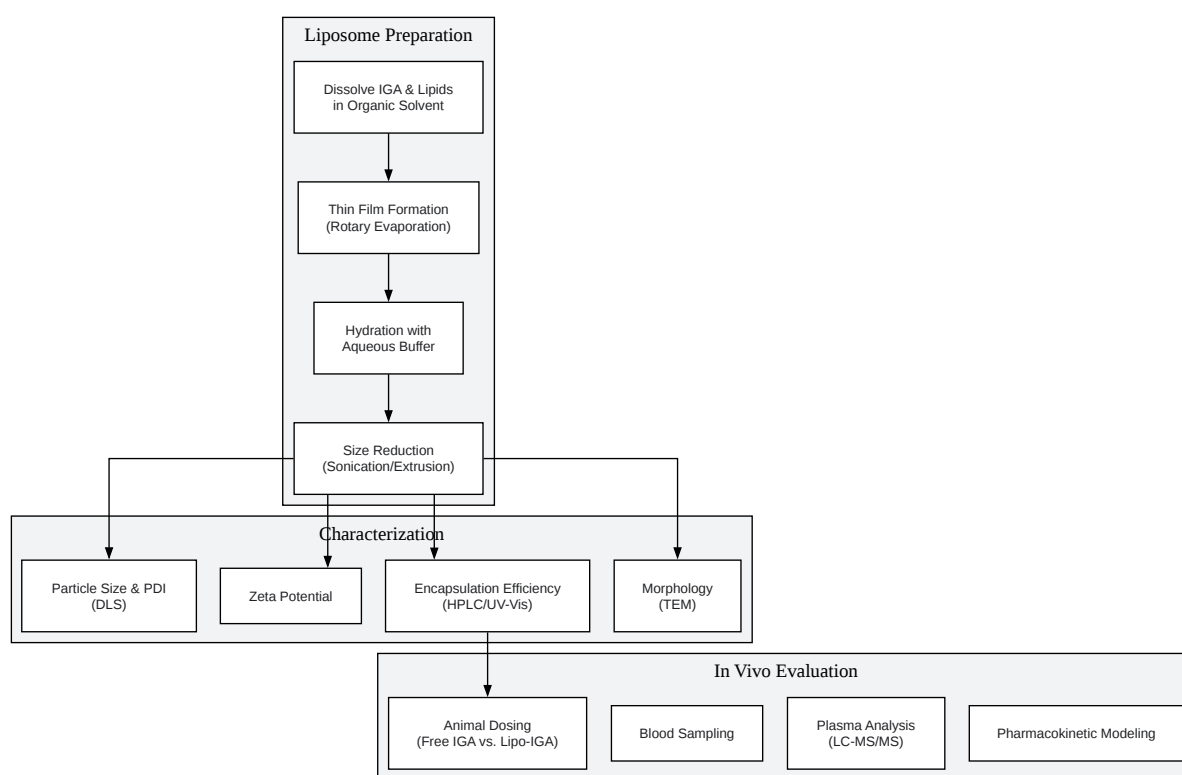 Liposome Preparation
Dissolve IGA & Lipids
in Organic Solvent
Thin Film Formation
(Rotary Evaporation)
Hydration with
Aqueous Buffer
Size Reduction
(Sonication/Extrusion)
Characterization
Particle Size & PDI
(DLS)
Zeta Potential
Encapsulation Efficiency
(HPLC/UV-Vis)
Morphology
(TEM)
In Vivo Evaluation
Animal Dosing
(Free IGA vs. Lipo-IGA)
Blood Sampling
Plasma Analysis
(LC-MS/MS)
Pharmacokinetic Modeling